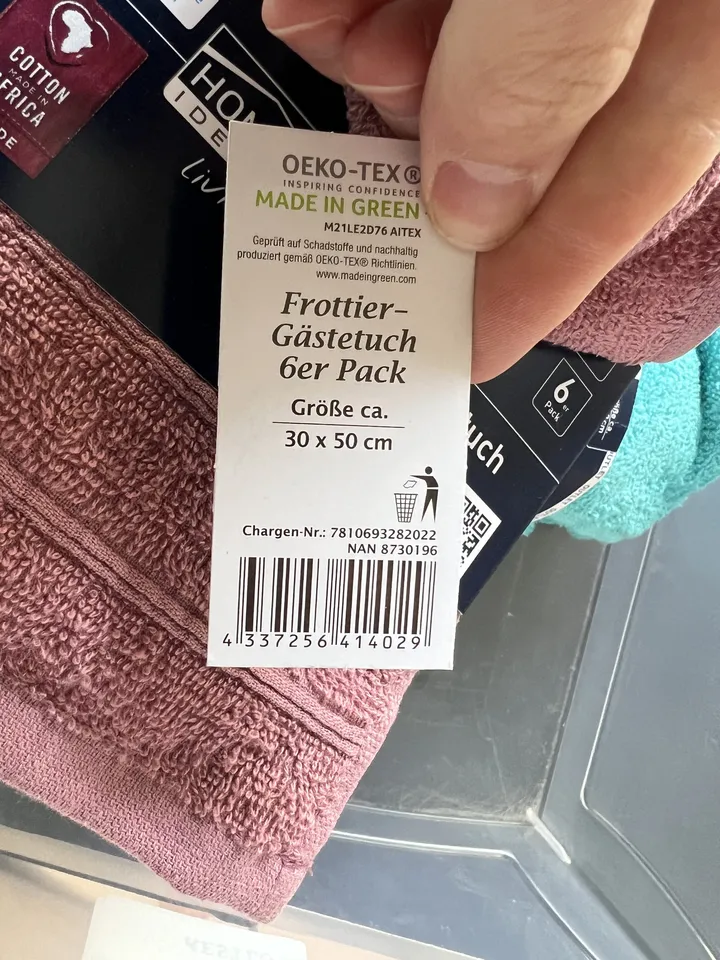 COTTON
MADE IN
AFRICA
OEKO-TEX®
INSPIRING CONFIDENCE
MADE IN GREEN
M21LE2D76 AITEX
Geprüft auf Schadstoffe und nachhaltig
produziert gemäß OEKO-TEX® Richtlinien.
www.madeingreen.com
Frottier-
Gästetuch
6er Pack
Größe ca.
30 x 50 cm
Chargen-Nr.: 7810693282022
NAN 8730196
4 337256 414029
6er
Pack